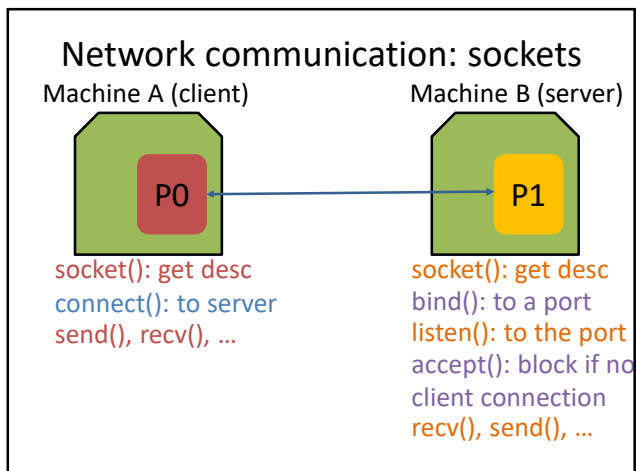 Network communication: sockets
Machine A (client)
Machine B (server)
P0
P1
socket(): get desc
connect(): to server
send(), recv(), …
socket(): get desc
bind(): to a port
listen(): to the port
accept(): block if no
client connection
recv(), send(), …